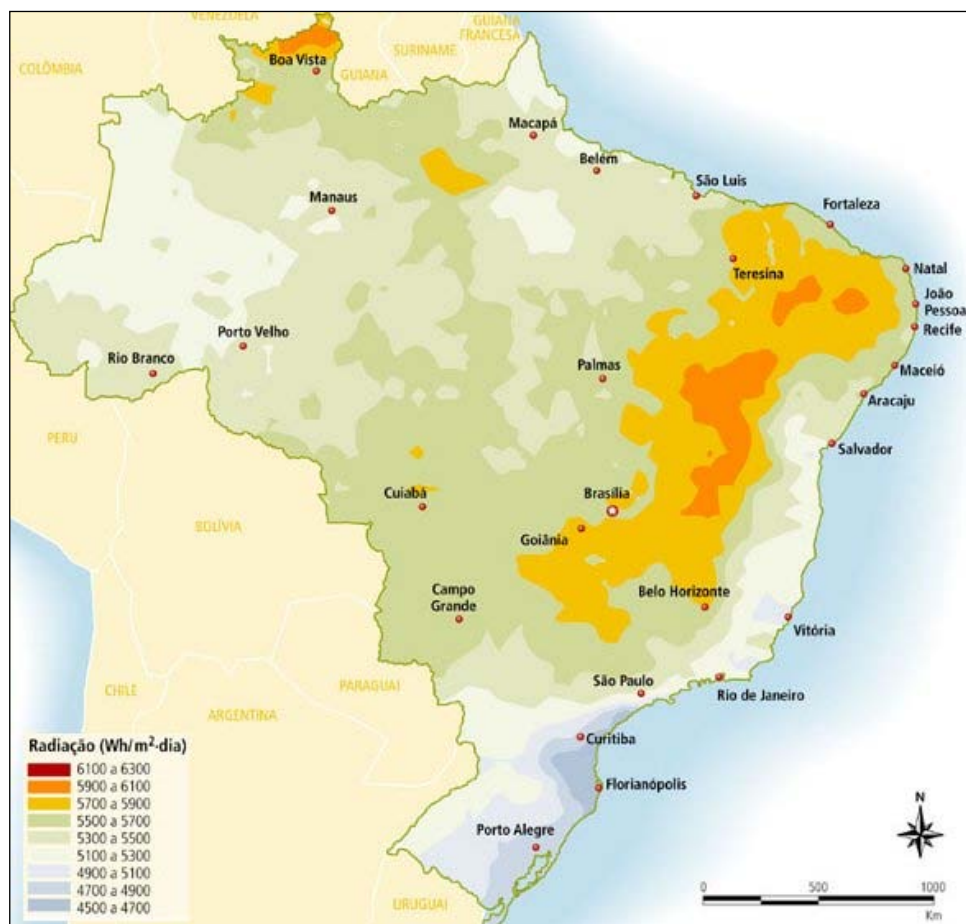 VENEZUELA
GUIANA
FRANCESA
SURINAME
COLÔMBIA
GUIANA
Boa Vista
Macapá
Belém
São Luis
Fortaleza
Manaus
Teresina
Natal
João
Pessoa
Recife
Porto Velho
Rio Branco
Palmas
Maceió
Aracaju
PERU
Salvador
Cuiabá
Brasília
BOLÍVIA
Goiânia
Campo
Grande
Belo Horizonte
Vitória
PARAGUAI
São Paulo
Rio de Janeiro
CHILE
ARGENTINA
Curitiba
Florianópolis
Porto Alegre
URUGUAI
Radiação (Wh/m²·dia)
6100 a 6300
5900 a 6100
5700 a 5900
5500 a 5700
5300 a 5500
5100 a 5300
4900 a 5100
4700 a 4900
4500 a 4700
N
0 500 1000
Km